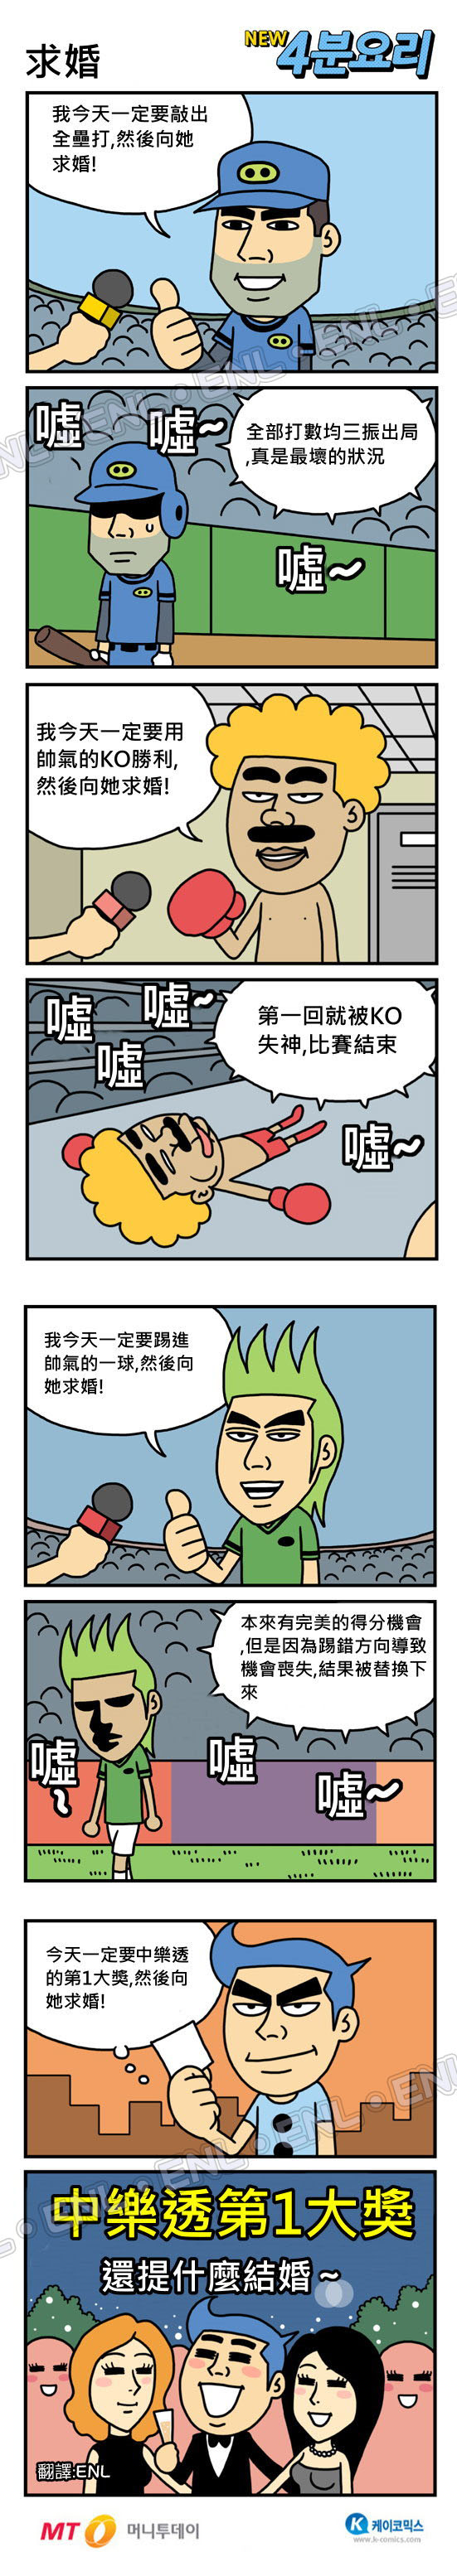 求婚
NEW 4분요리
我今天一定要敲出
全壘打,然後向她
求婚!
ENL • ENL • ENL • ENL
噓
噓~
全部打數均三振出局
,真是最壞的狀況
噓~
我今天一定要用
帥氣的KO勝利,
然後向她求婚!
噓
噓~
噓
第一回就被KO
失神,比賽結束
噓~
我今天一定要踢進
帥氣的一球,然後向
她求婚!
本來有完美的得分機會
,但是因為踢錯方向導致
機會喪失,結果被替換下
來
噓~
噓
噓~
今天一定要中樂透
的第1大獎,然後向
她求婚!
ENL • ENL • ENL • ENL
中樂透第1大獎
還提什麼結婚~
翻譯:ENL
MT 머니투데이
K 케이코믹스
www.k-comics.com